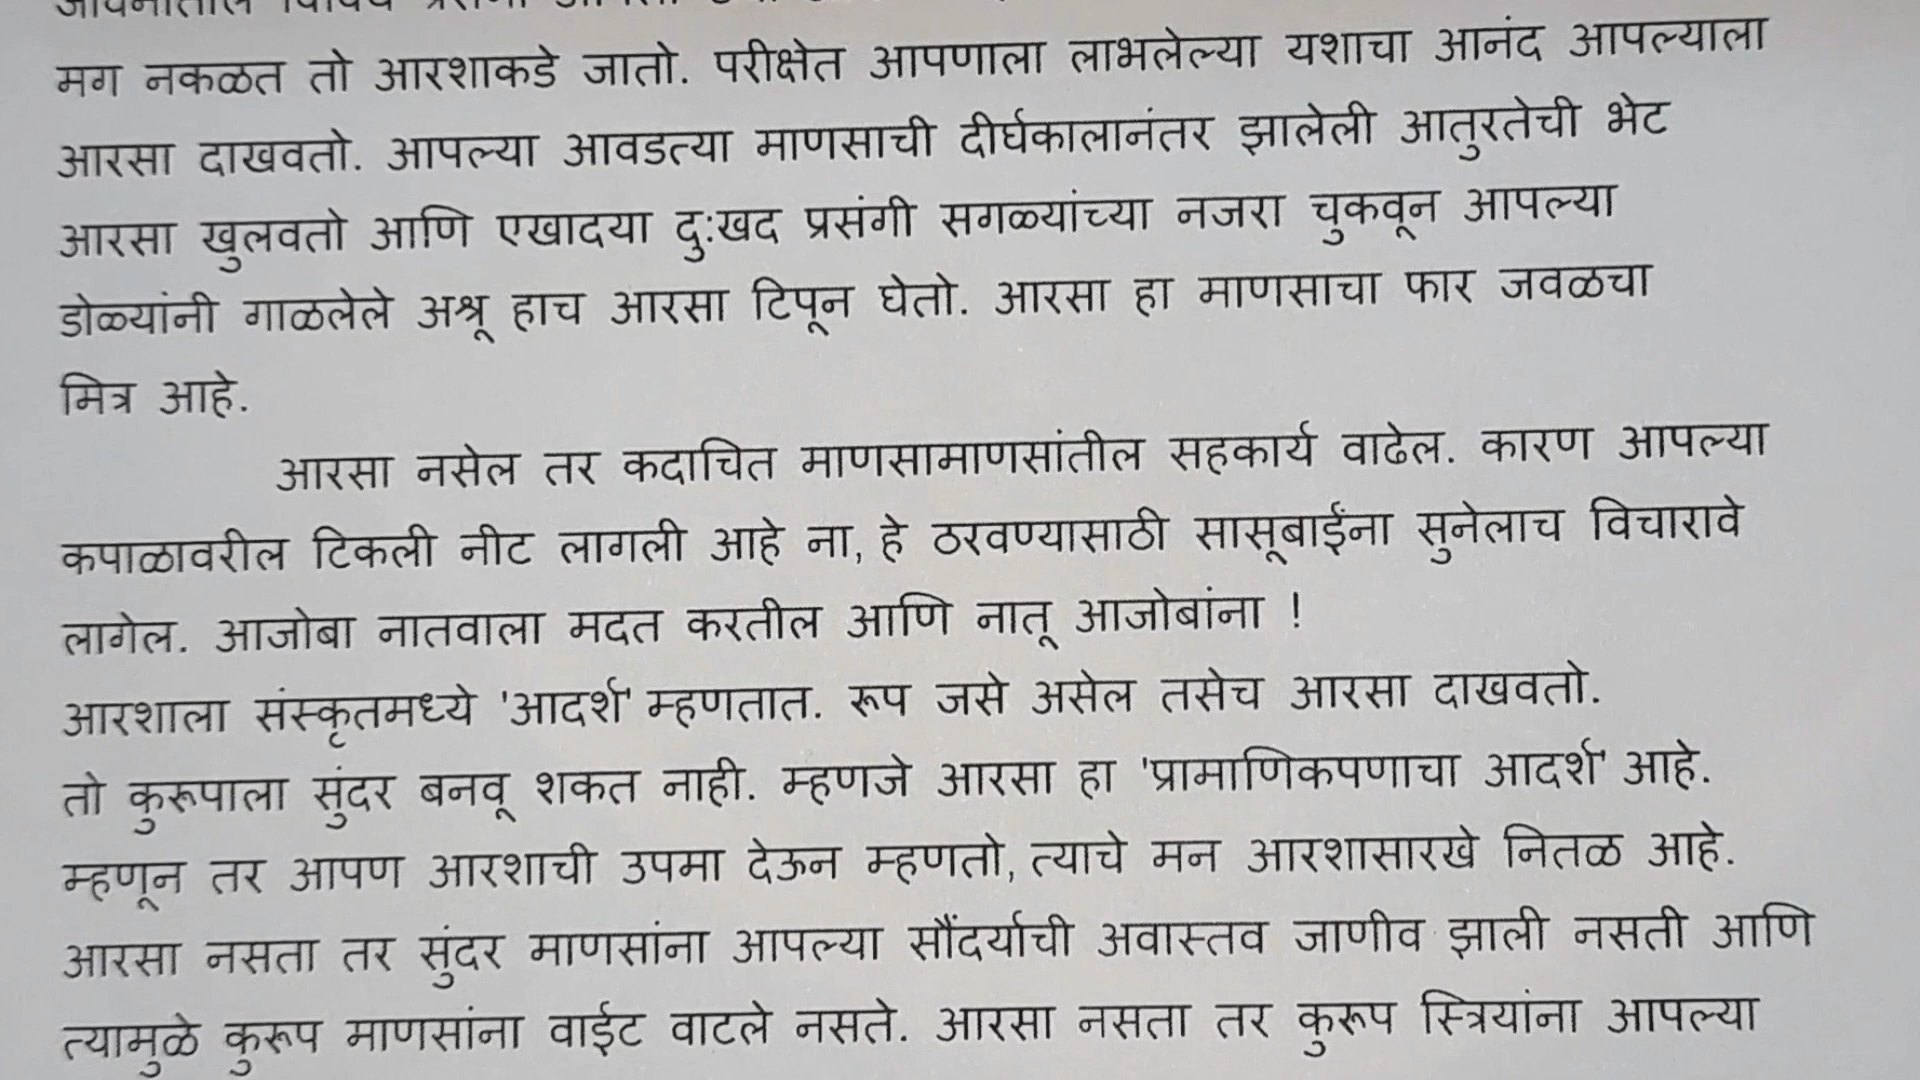 मग नकळत तो आरशाकडे जातो. परीक्षेत आपणाला लाभलेल्या यशाचा आनंद आपल्याला
आरसा दाखवतो. आपल्या आवडत्या माणसाची दीर्घकालानंतर झालेली आतुरतेची भेट
आरसा खुलवतो आणि एखादया दुःखद प्रसंगी सगळ्यांच्या नजरा चुकवून आपल्या
डोळ्यांनी गाळलेले अश्रू हाच आरसा टिपून घेतो. आरसा हा माणसाचा फार जवळचा
मित्र आहे.
आरसा नसेल तर कदाचित माणसामाणसांतील सहकार्य वाढेल. कारण आपल्या
कपाळावरील टिकली नीट लागली आहे ना, हे ठरवण्यासाठी सासूबाईंना सुनेलाच विचारावे
लागेल. आजोबा नातवाला मदत करतील आणि नातू आजोबांना !
आरशाला संस्कृतमध्ये 'आदर्श' म्हणतात. रूप जसे असेल तसेच आरसा दाखवतो.
तो कुरूपाला सुंदर बनवू शकत नाही. म्हणजे आरसा हा 'प्रामाणिकपणाचा आदर्श' आहे.
म्हणून तर आपण आरशाची उपमा देऊन म्हणतो, त्याचे मन आरशासारखे नितळ आहे.
आरसा नसता तर सुंदर माणसांना आपल्या सौंदर्याची अवास्तव जाणीव झाली नसती आणि
त्यामुळे कुरूप माणसांना वाईट वाटले नसते. आरसा नसता तर कुरूप स्त्रियांना आपल्या